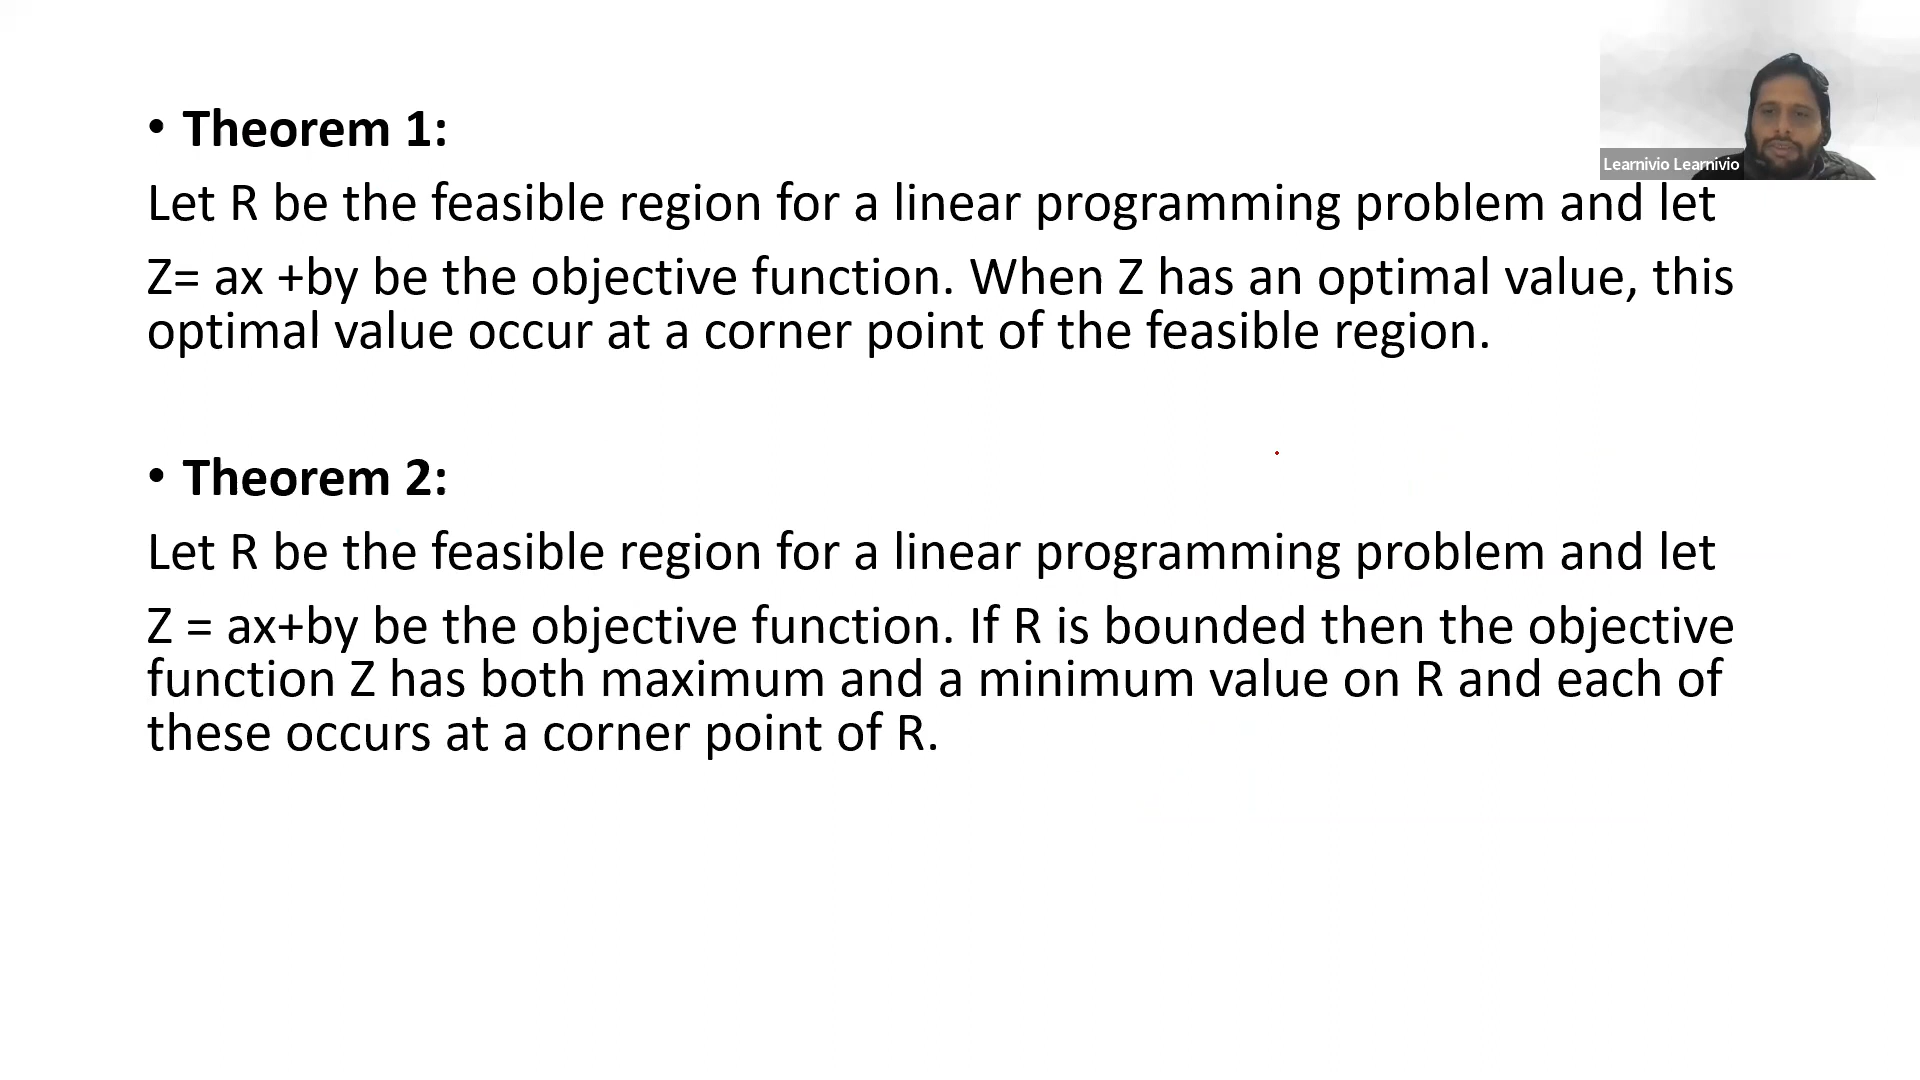 Learnivio Learnivio
• Theorem 1:
Let R be the feasible region for a linear programming problem and let
Z= ax +by be the objective function. When Z has an optimal value, this
optimal value occur at a corner point of the feasible region.
• Theorem 2:
Let R be the feasible region for a linear programming problem and let
Z = ax+by be the objective function. If R is bounded then the objective
function Z has both maximum and a minimum value on R and each of
these occurs at a corner point of R.